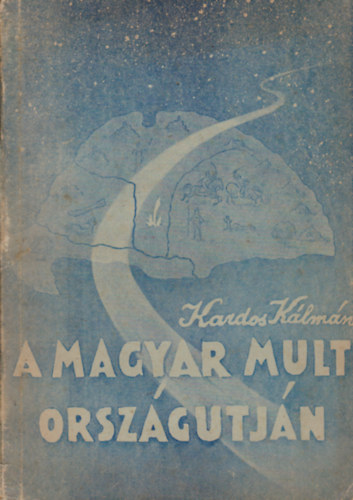 Kardos Kálmán
A MAGYAR MULT
ORSZÁGUTJÁN